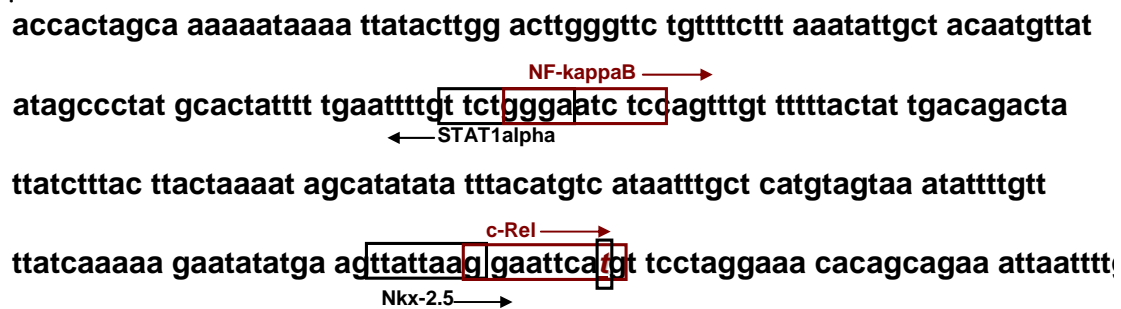 accactagca aaaaataaaa ttatacttgg acttgggttc tgttttcttt aaatattgct acaatgttat
NF-kappaB
atagccctat gcactatttt tgaattttgt tctggggaatc tccagtttgt tttttactat tgacagacta
STAT1alpha
ttatctttac ttactaaaat agcatatata tttacatgtc ataatttgct catgtagtaa atattttgtt
c-Rel
ttatcaaaaa gaatatatga agttattaag gaattcatgt tcctaggaaa cacagcagaa attaatttt
Nkx-2.5